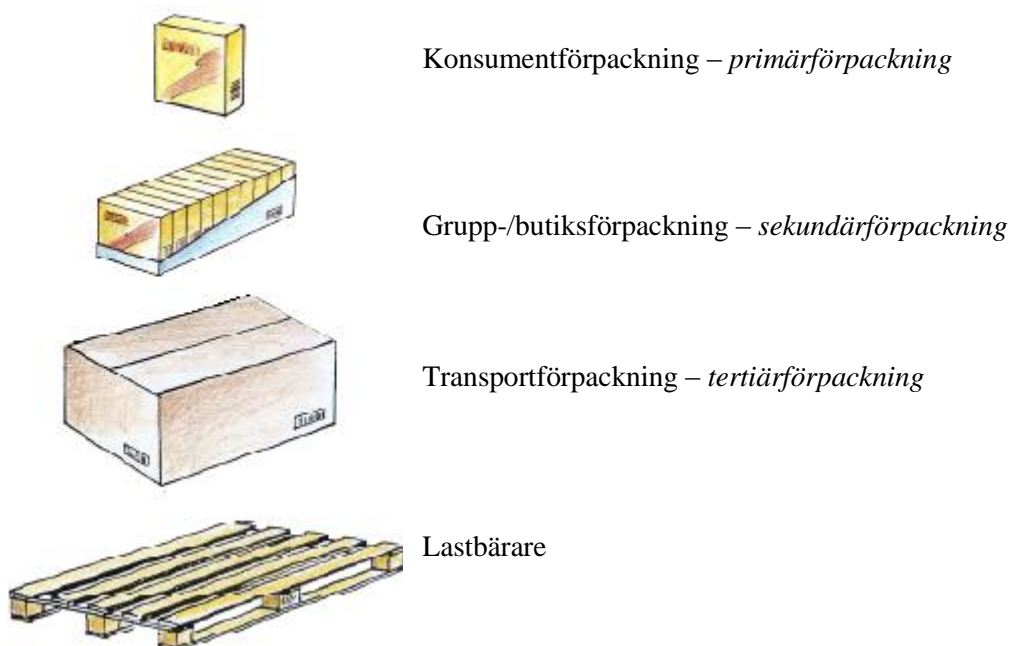 Konsumentförpackning – primärförpackning
Grupp-/butiksförpackning – sekundärförpackning
Transportförpackning – tertiärförpackning
Lastbärare